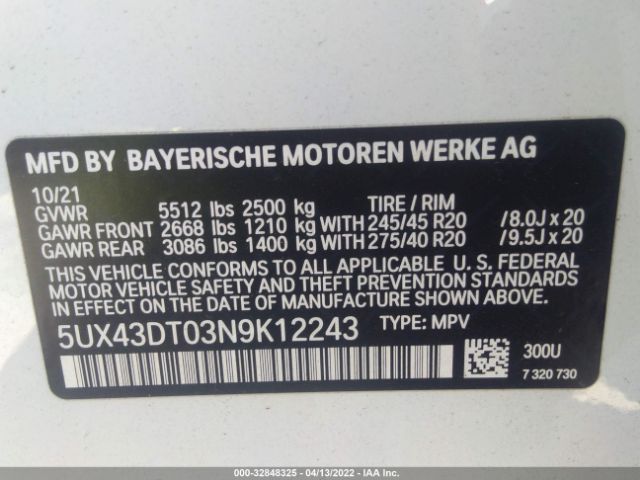 MFD BY BAYERISCHE MOTOREN WERKE AG
10/21
GVWR 5512 lbs 2500 kg TIRE / RIM
GAWR FRONT 2668 lbs 1210 kg WITH 245/45 R20 /8.0J x 20
GAWR REAR 3086 lbs 1400 kg WITH 275/40 R20 /9.5J x 20
THIS VEHICLE CONFORMS TO ALL APPLICABLE U. S. FEDERAL
MOTOR VEHICLE SAFETY AND THEFT PREVENTION STANDARDS
IN EFFECT ON THE DATE OF MANUFACTURE SHOWN ABOVE.
5UX43DT03N9K12243 TYPE: MPV
300U
7 320 730
000-32848325 - 04/13/2022 - IAA Inc.